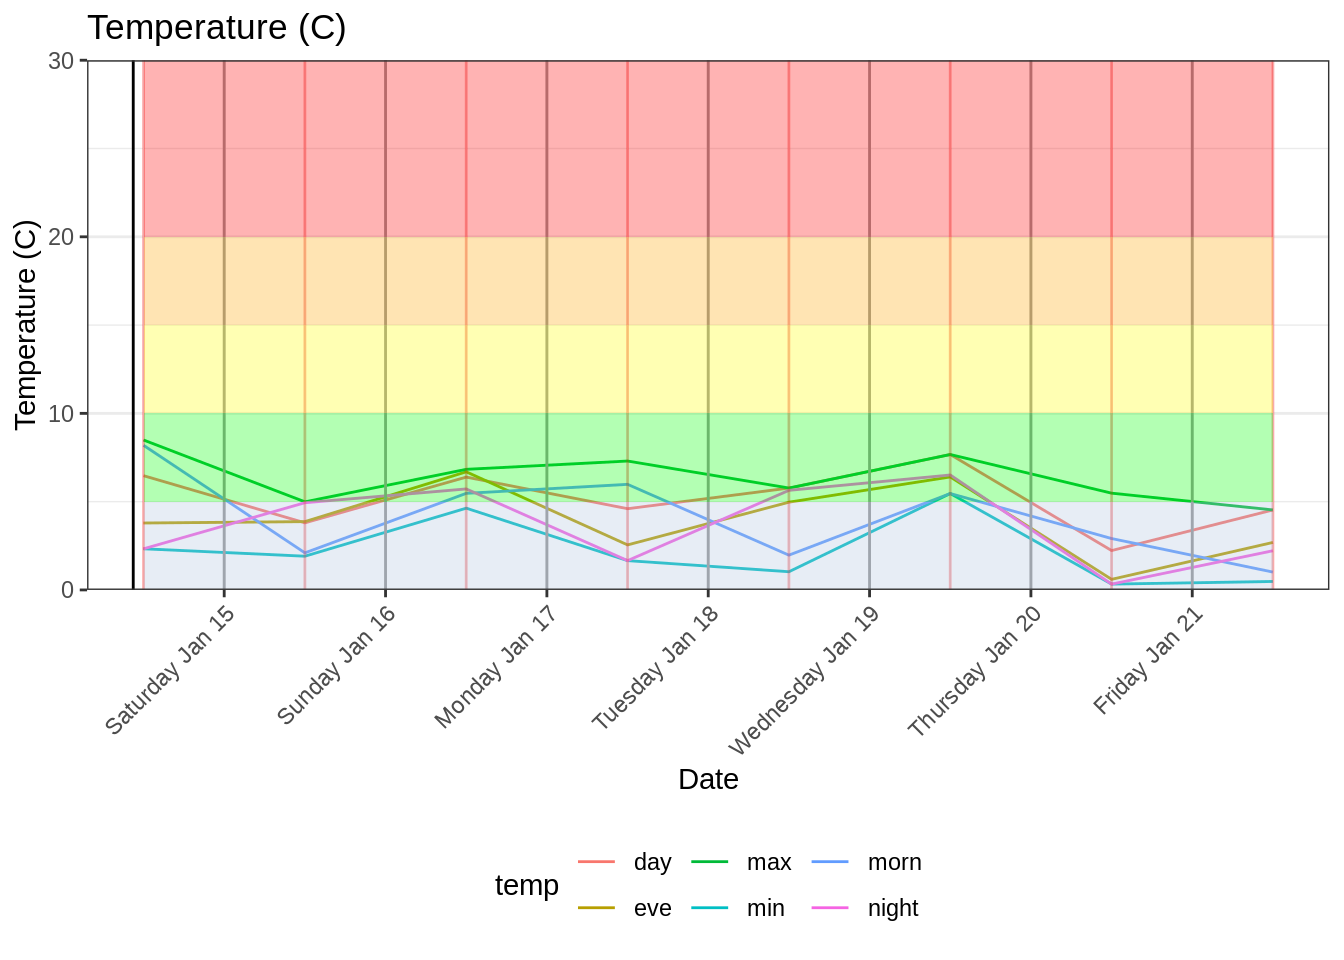 Temperature (C)
Temperature (C)
30
20
10
0
Saturday Jan 15
Sunday Jan 16
Monday Jan 17
Tuesday Jan 18
Wednesday Jan 19
Thursday Jan 20
Friday Jan 21
Date
temp
day
max
morn
eve
min
night